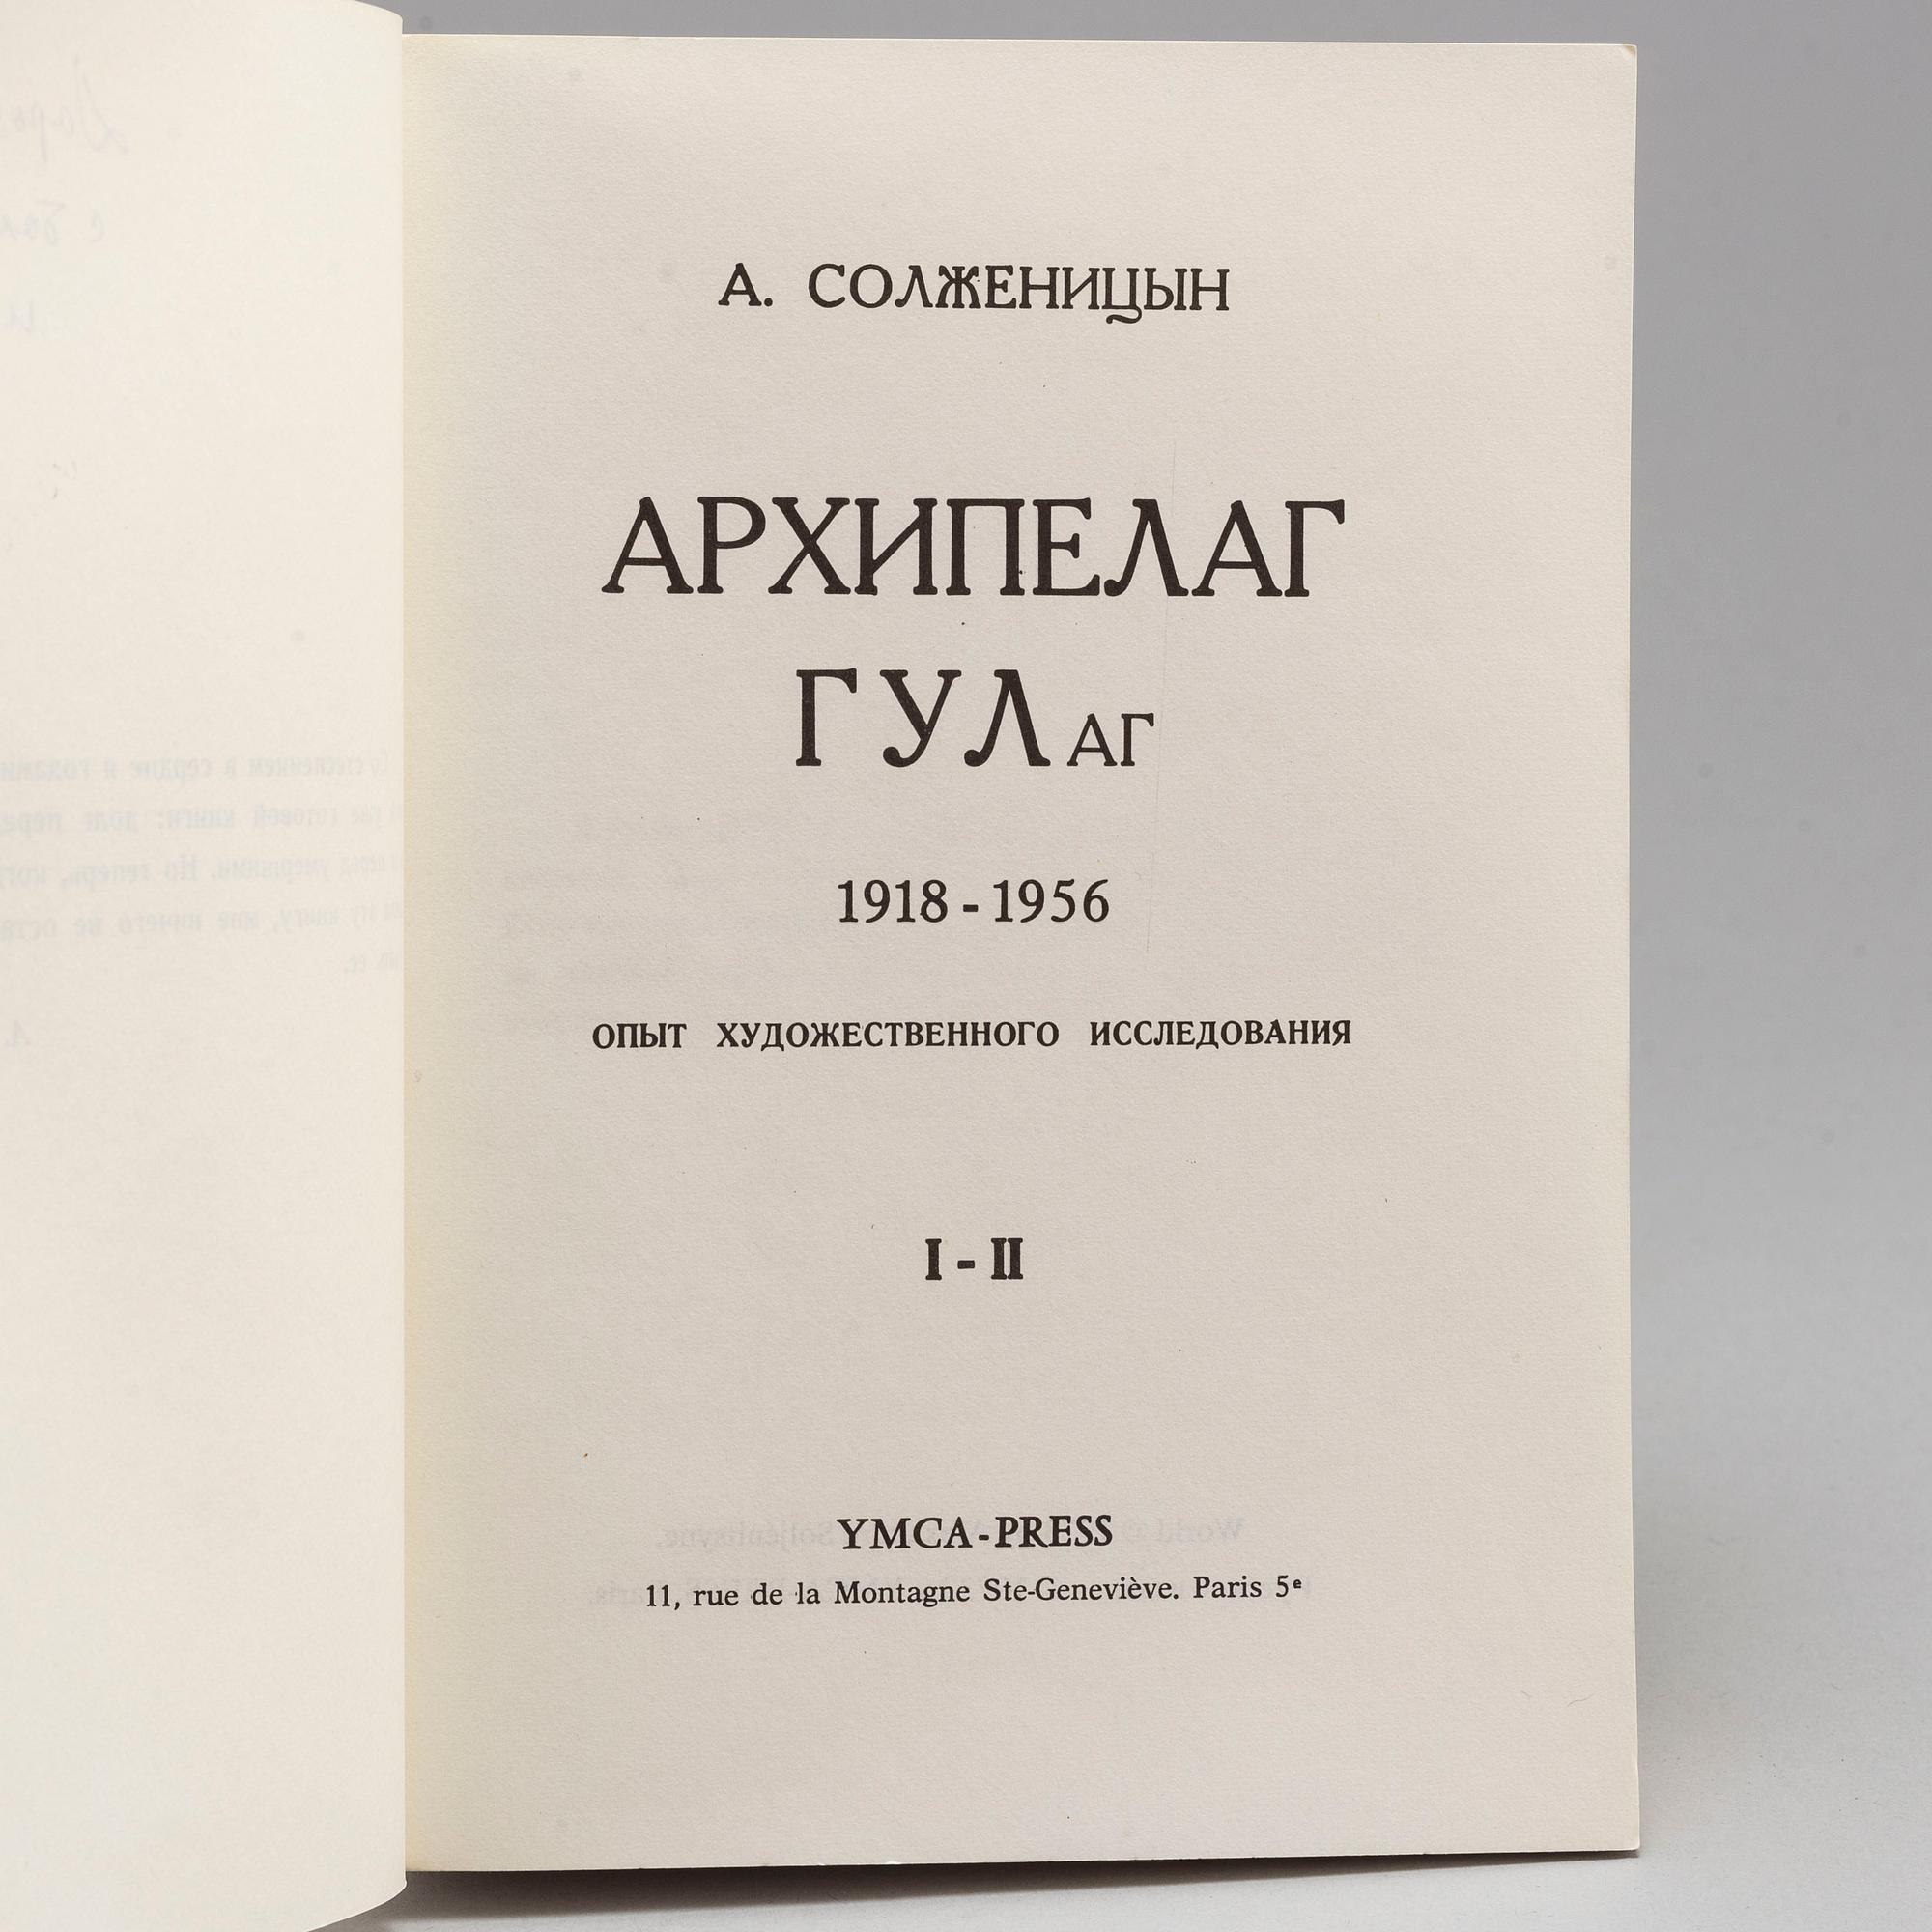 А. СОЛЖЕНИЦЫН
АРХИПЕЛАГ
ГУЛаг
1918 - 1956
ОПЫТ ХУДОЖЕСТВЕННОГО ИССЛЕДОВАНИЯ
I - II
YMCA-PRESS
11, rue de la Montagne Ste-Geneviève. Paris 5ᵉ